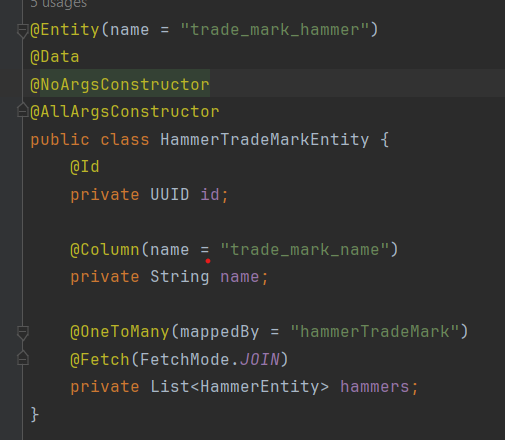 5 usages
@Entity(name = "trade_mark_hammer")
@Data
@NoArgsConstructor
@AllArgsConstructor
public class HammerTradeMarkEntity {
@Id
private UUID id;
@Column(name = "trade_mark_name")
private String name;
@OneToMany(mappedBy = "hammerTradeMark")
@Fetch(FetchMode.JOIN)
private List<HammerEntity> hammers;
}